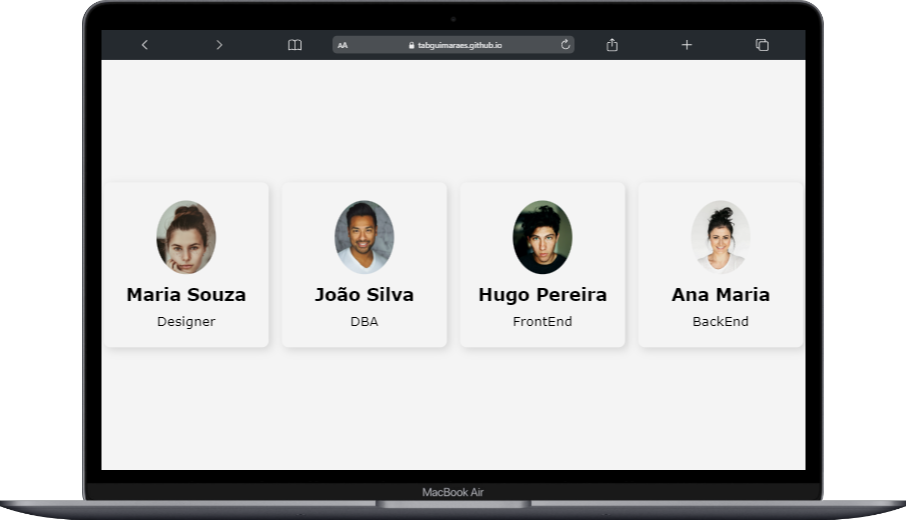 AA tabguimaraes.github.io
Maria Souza João Silva Hugo Pereira Ana Maria
Designer DBA FrontEnd BackEnd
MacBook Air